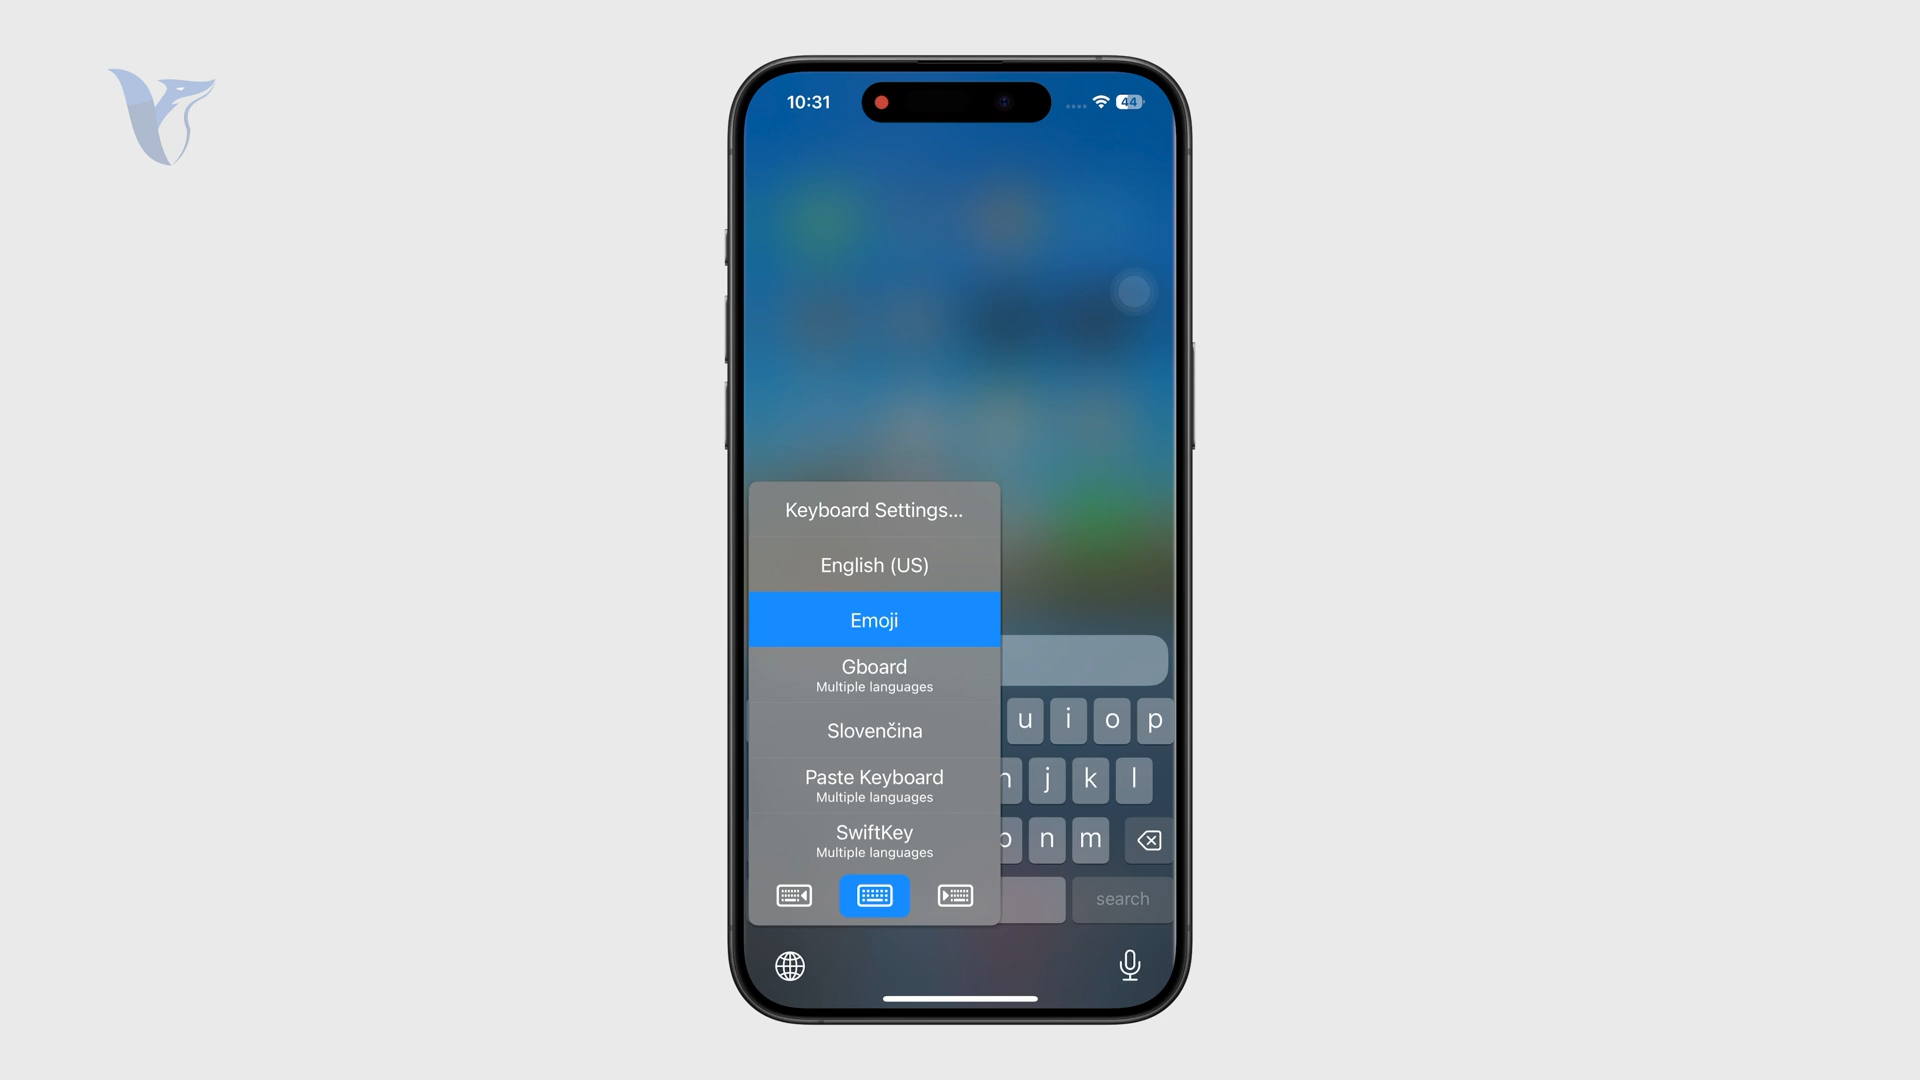 10:31
44
Keyboard Settings...
English (US)
Emoji
Gboard
Multiple languages
Slovenčina
Paste Keyboard
Multiple languages
SwiftKey
Multiple languages
u i o p
h j k l
b n m
search